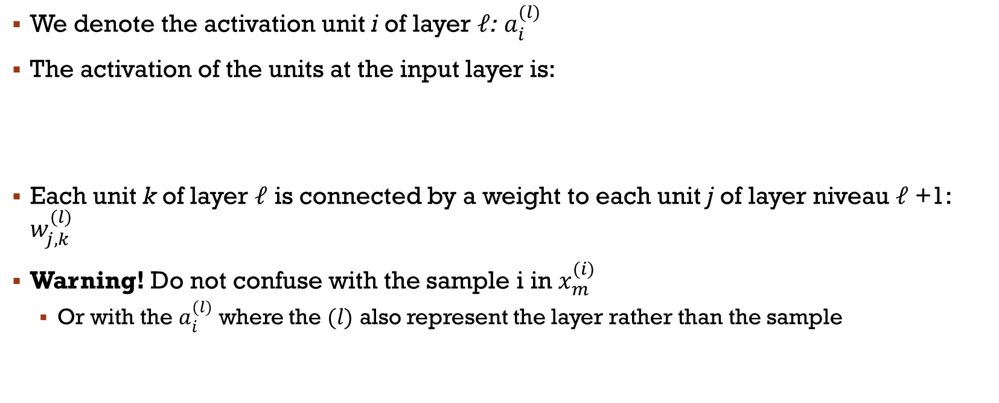 ▪ We denote the activation unit i of layer ℓ: a_i^{(l)}
▪ The activation of the units at the input layer is:
▪ Each unit k of layer ℓ is connected by a weight to each unit j of layer niveau ℓ +1:
w_{j,k}^{(l)}
▪ Warning! Do not confuse with the sample i in x_m^{(i)}
▪ Or with the a_i^{(l)} where the (l) also represent the layer rather than the sample